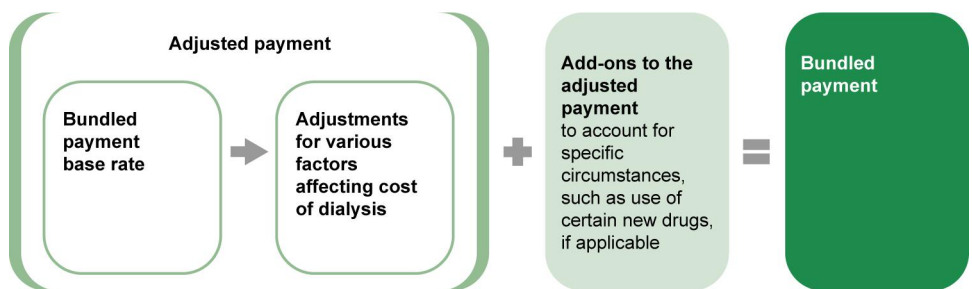 Adjusted payment
Bundled
payment
base rate
Adjustments
for various
factors
affecting cost
of dialysis
Add-ons to the
adjusted
payment
to account for
specific
circumstances,
such as use of
certain new drugs,
if applicable
Bundled
payment